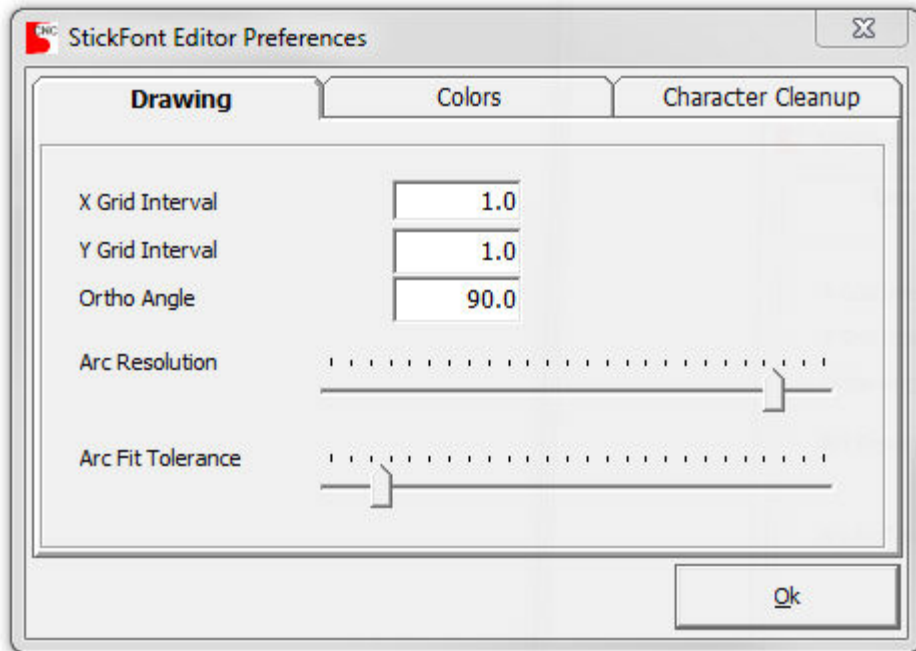 CNC
StickFont Editor Preferences
Drawing Colors Character Cleanup
X Grid Interval 1.0
Y Grid Interval 1.0
Ortho Angle 90.0
Arc Resolution
Arc Fit Tolerance
Ok